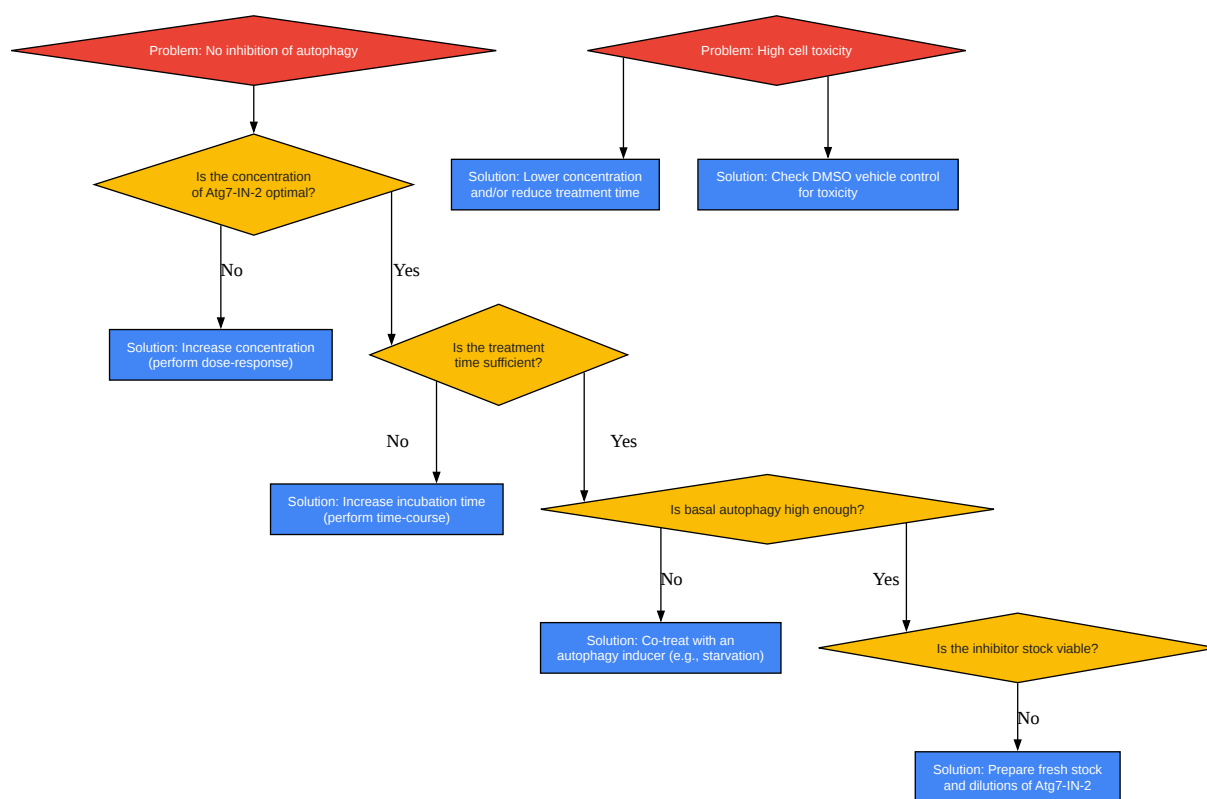 Problem: No inhibition of autophagy
Problem: High cell toxicity
Is the concentration
of Atg7-IN-2 optimal?
Solution: Lower concentration
and/or reduce treatment time
Solution: Check DMSO vehicle control
for toxicity
No
Yes
Solution: Increase concentration
(perform dose-response)
Is the treatment
time sufficient?
No
Yes
Solution: Increase incubation time
(perform time-course)
Is basal autophagy high enough?
No
Yes
Solution: Co-treat with an
autophagy inducer (e.g., starvation)
Is the inhibitor stock viable?
No
Solution: Prepare fresh stock
and dilutions of Atg7-IN-2